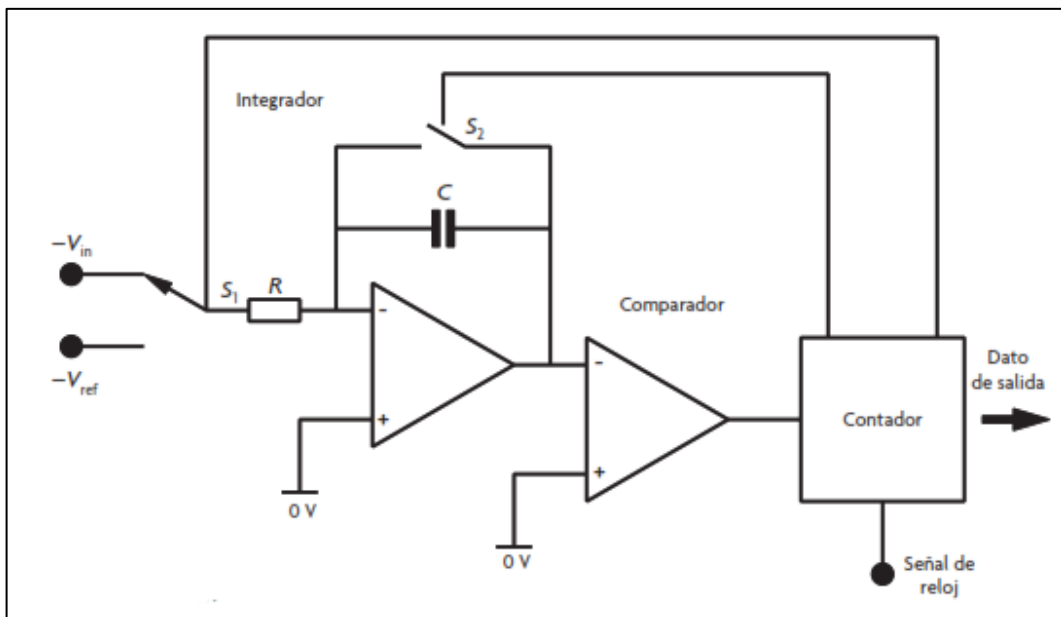 Integrador
S₂
C
−Vin
S₁
R
-
+
0 V
−Vref
Comparador
-
+
0 V
Contador
Dato
de salida
Señal de
reloj